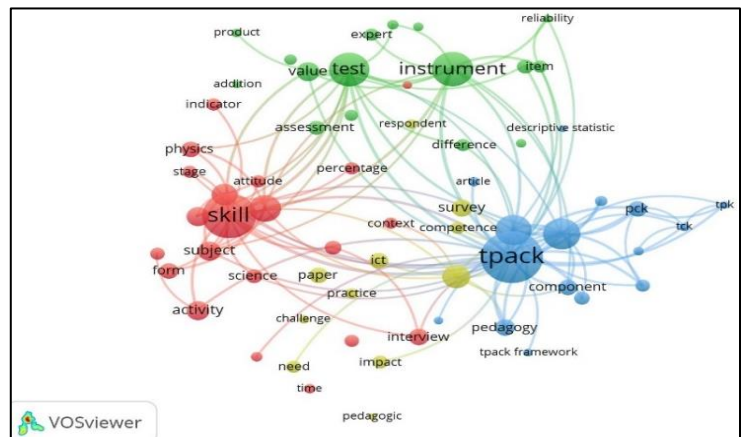 reliability
product
expert
value
test
instrument
item
addition
indicator
assessment
respondent
descriptive statistic
difference
physics
stage
attitude
percentage
article
skill
survey
pck
tpk
context
competence
tck
subject
tpack
form
science
paper
ict
component
practice
activity
challenge
interview
pedagogy
need
impact
tpack framework
time
pedagogic
VOSviewer